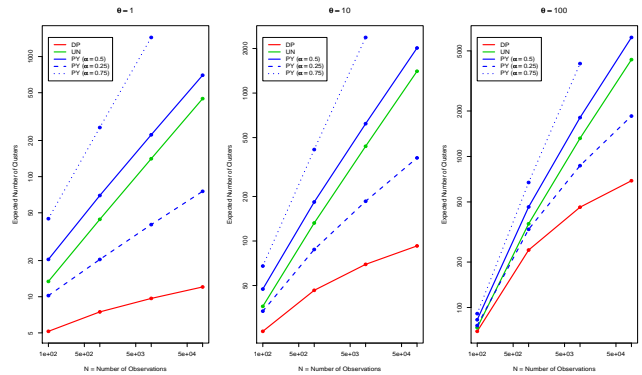 θ = 1
Expected Number of Clusters
1000
500
100
50
20
10
5
DP
UN
PY (α = 0.5)
PY (α = 0.25)
PY (α = 0.75)
1e+02
5e+02
5e+03
5e+04
N = Number of Observations
θ = 10
Expected Number of Clusters
2000
1000
500
200
100
50
DP
UN
PY (α = 0.5)
PY (α = 0.25)
PY (α = 0.75)
1e+02
5e+02
5e+03
5e+04
N = Number of Observations
θ = 100
Expected Number of Clusters
5000
2000
1000
500
200
100
DP
UN
PY (α = 0.5)
PY (α = 0.25)
PY (α = 0.75)
1e+02
5e+02
5e+03
5e+04
N = Number of Observations